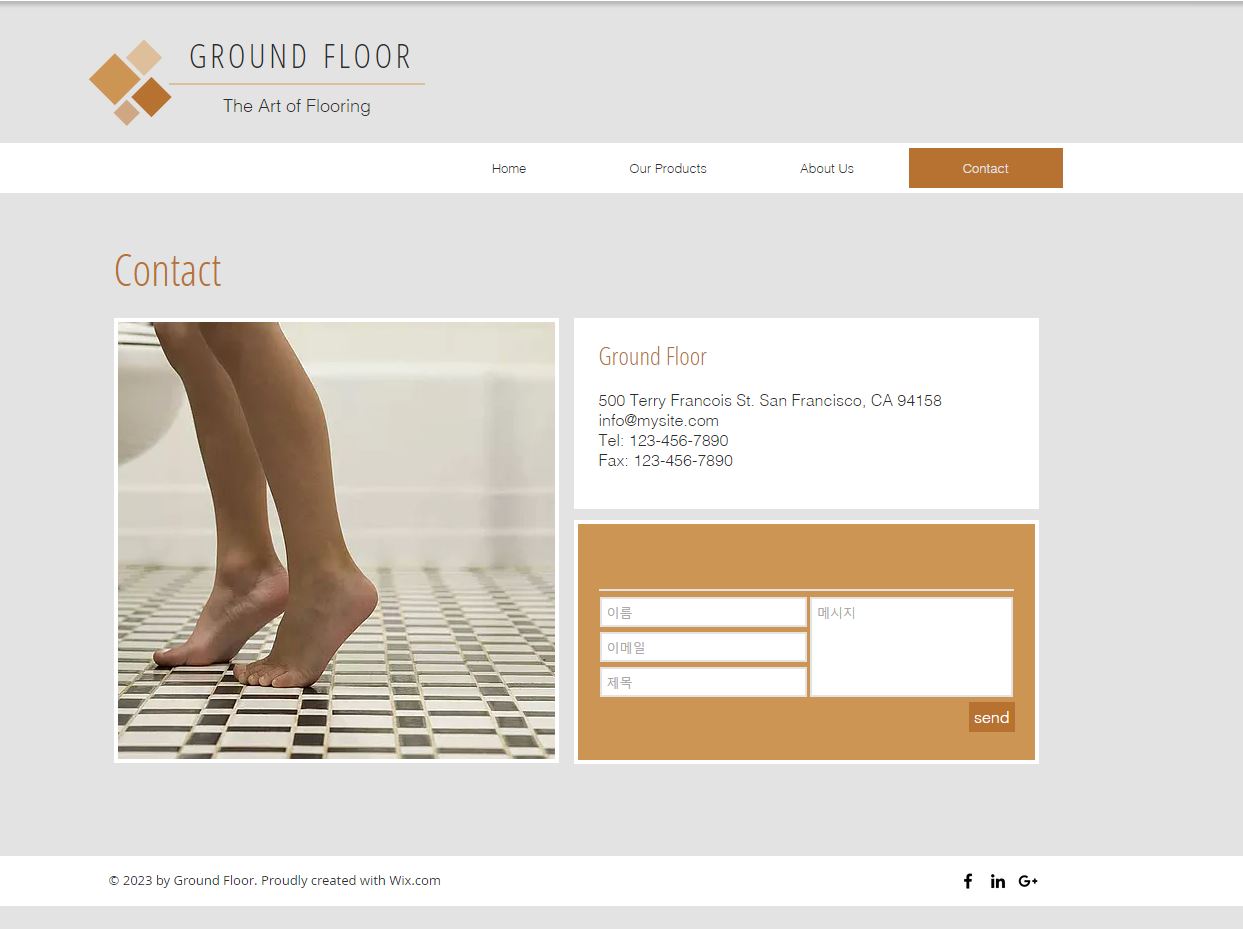 GROUND FLOOR
The Art of Flooring
Home
Our Products
About Us
Contact
Contact
Ground Floor
500 Terry Francois St. San Francisco, CA 94158
info@mysite.com
Tel: 123-456-7890
Fax: 123-456-7890
이름
메시지
이메일
제목
send
© 2023 by Ground Floor. Proudly created with Wix.com
f
in
G+